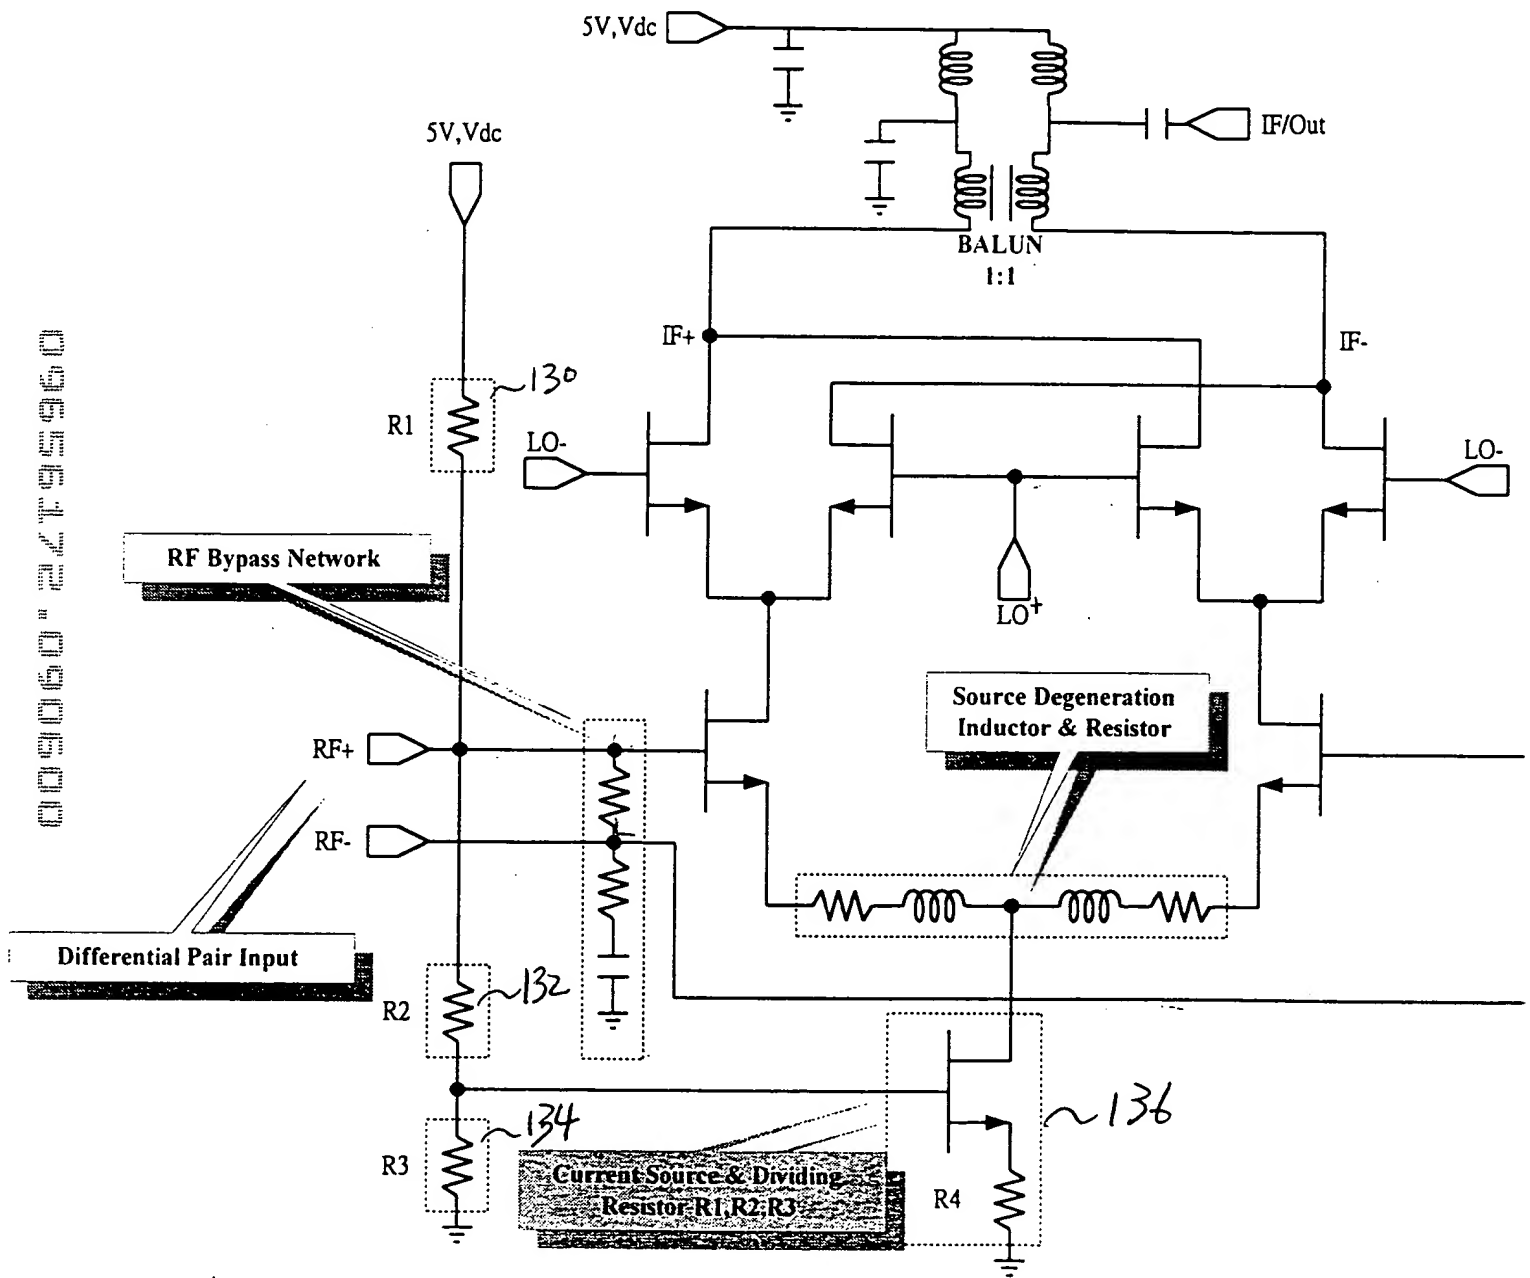 5V,Vdc
5V,Vdc
IF/Out
BALUN
1:1
IF+
IF-
130
R1
LO-
LO-
RF Bypass Network
LO+
Source Degeneration
Inductor & Resistor
RF+
RF-
Differential Pair Input
132
R2
136
134
R3
Current Source & Dividing
Resistor R1,R2,R3
R4
09656172.090600